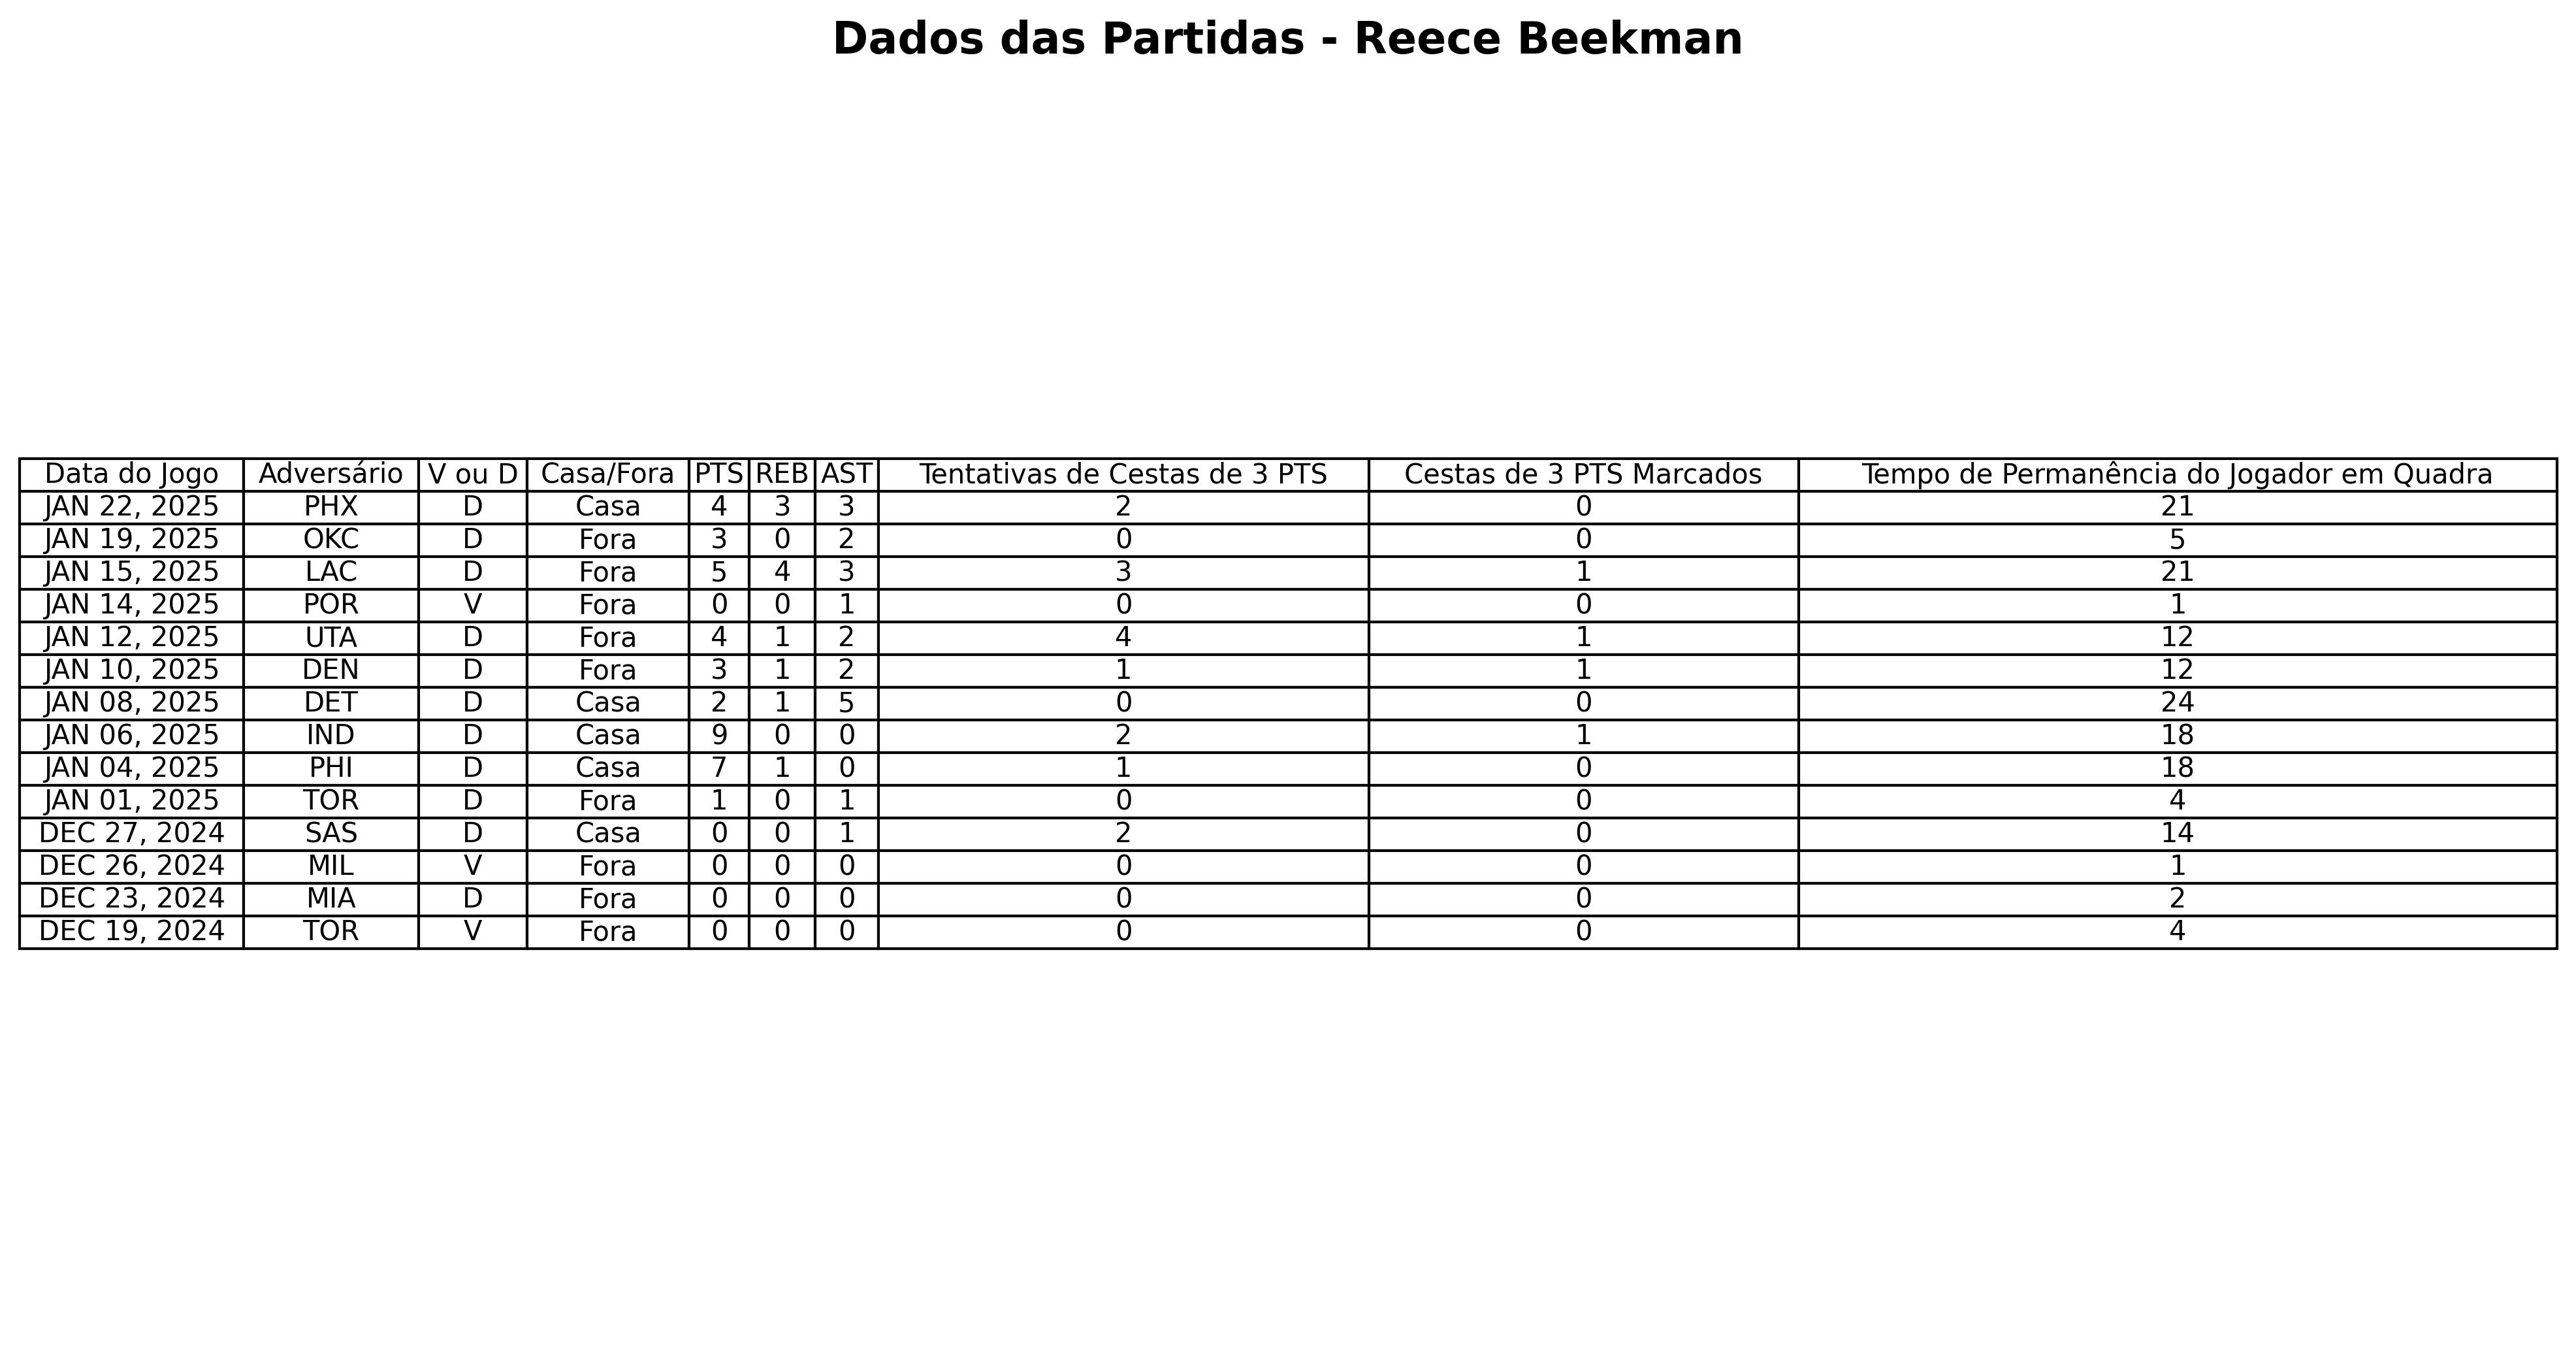 Dados das Partidas - Reece Beekman
Data do Jogo Adversário V ou D Casa/Fora PTS REB AST Tentativas de Cestas de 3 PTS Cestas de 3 PTS Marcados Tempo de Permanência do Jogador em Quadra
JAN 22, 2025 PHX D Casa 4 3 3 2 0 21
JAN 19, 2025 OKC D Fora 3 0 2 0 0 5
JAN 15, 2025 LAC D Fora 5 4 3 3 1 21
JAN 14, 2025 POR V Fora 0 0 1 0 0 1
JAN 12, 2025 UTA D Fora 4 1 2 4 1 12
JAN 10, 2025 DEN D Fora 3 1 2 1 1 12
JAN 08, 2025 DET D Casa 2 1 5 0 0 24
JAN 06, 2025 IND D Casa 9 0 0 2 1 18
JAN 04, 2025 PHI D Casa 7 1 0 1 0 18
JAN 01, 2025 TOR D Fora 1 0 1 0 0 4
DEC 27, 2024 SAS D Casa 0 0 1 2 0 14
DEC 26, 2024 MIL V Fora 0 0 0 0 0 1
DEC 23, 2024 MIA D Fora 0 0 0 0 0 2
DEC 19, 2024 TOR V Fora 0 0 0 0 0 4